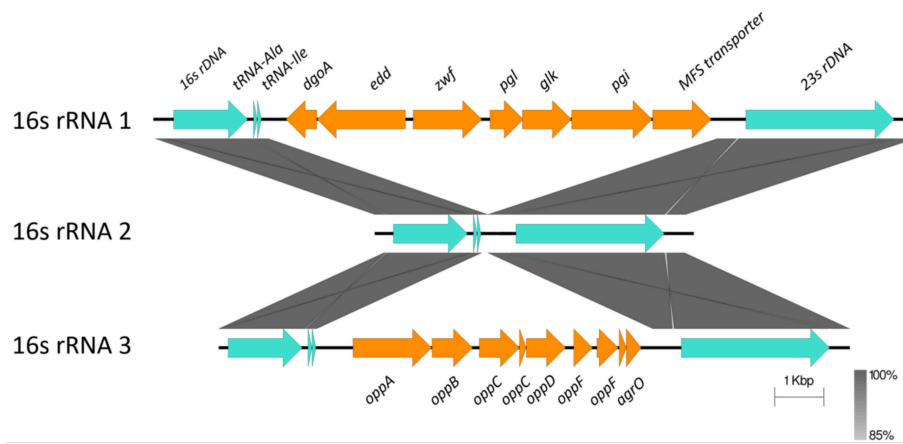 16s rDNA
tRNA-Ala
tRNA-Ile
dgoA
edd
zwf
pgl
glk
pgi
MFS transporter
23s rDNA
16s rRNA 1
16s rRNA 2
16s rRNA 3
oppA
oppB
oppC
oppC
oppD
oppF
oppF
agrO
1 Kbp
100%
85%